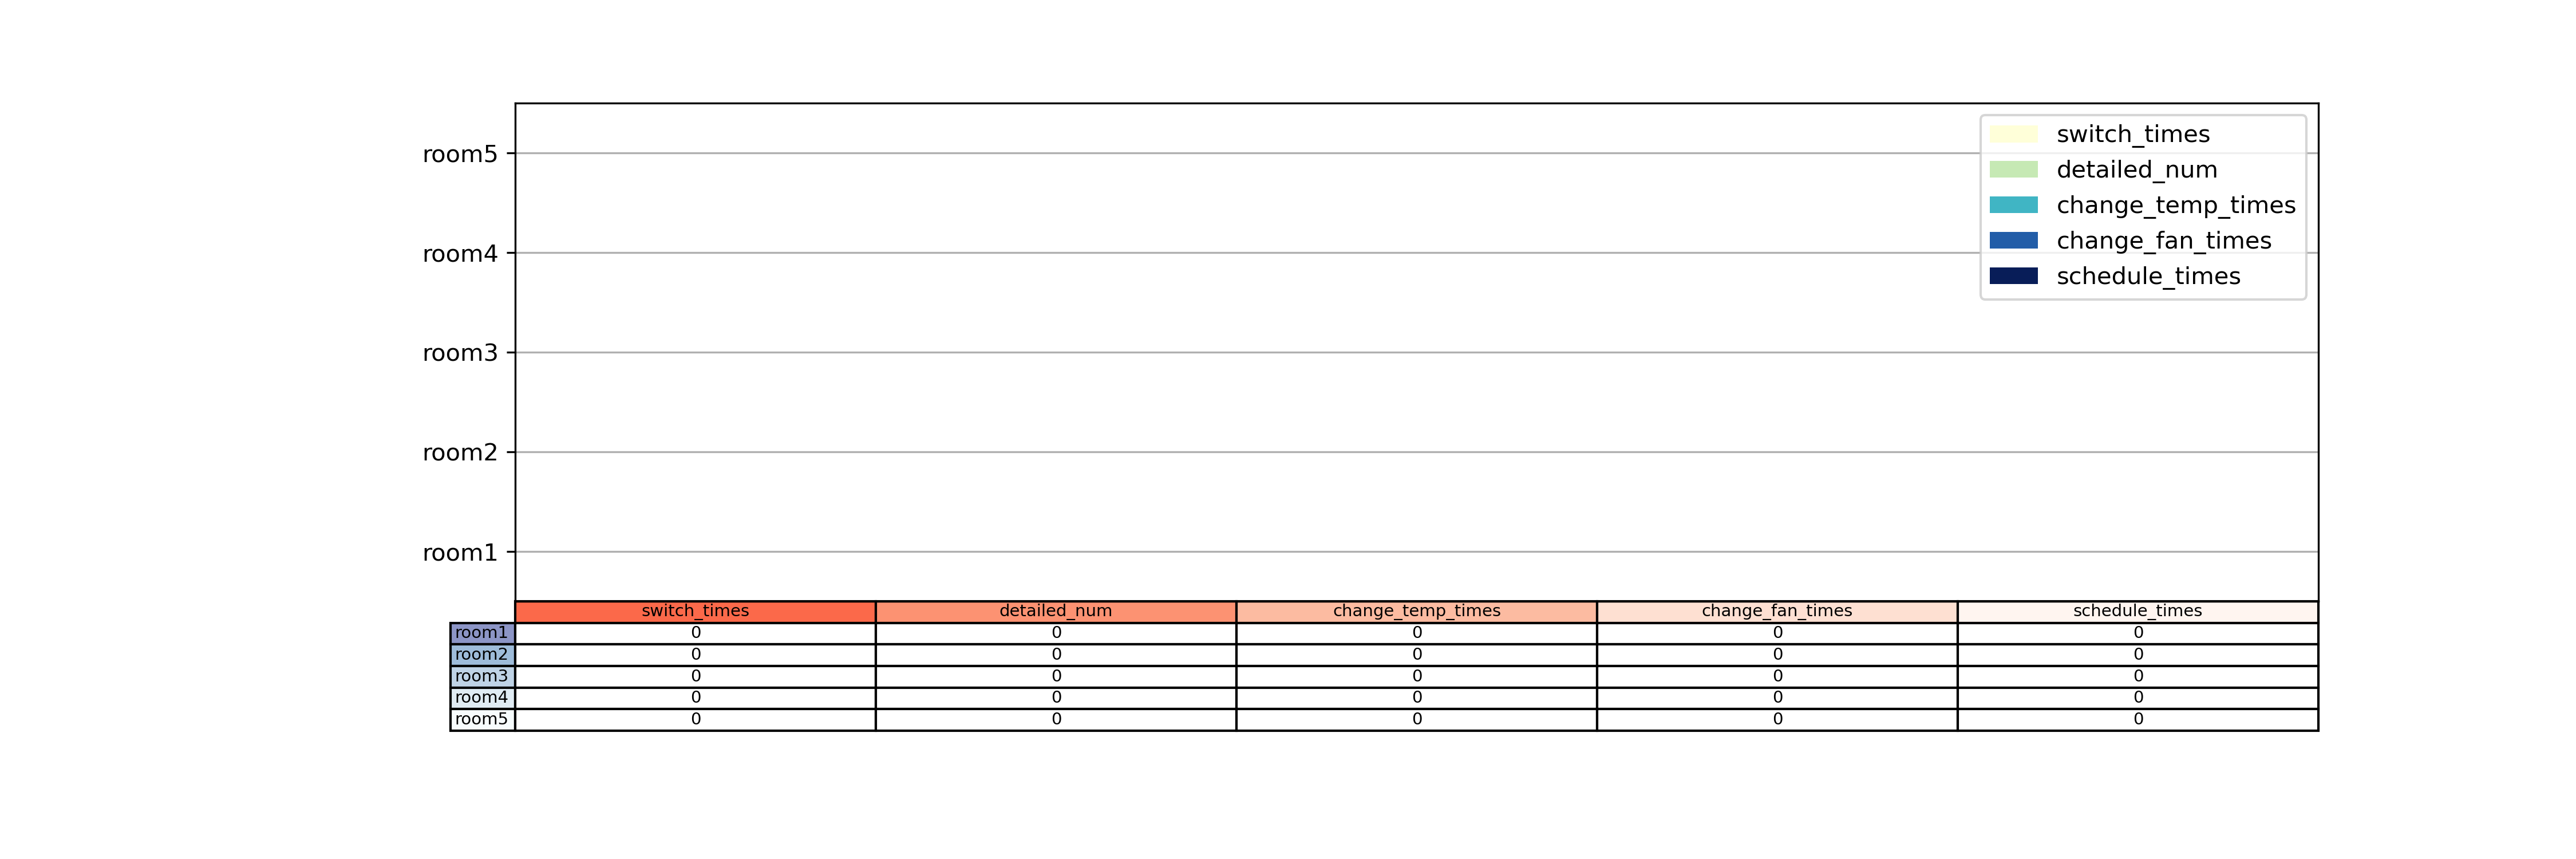 switch_times
room5
detailed_num
change_temp_times
room4
change_fan_times
schedule_times
room3
room2
room1
switch_times detailed_num change_temp_times change_fan_times schedule_times
room1 0 0 0 0 0
room2 0 0 0 0 0
room3 0 0 0 0 0
room4 0 0 0 0 0
room5 0 0 0 0 0